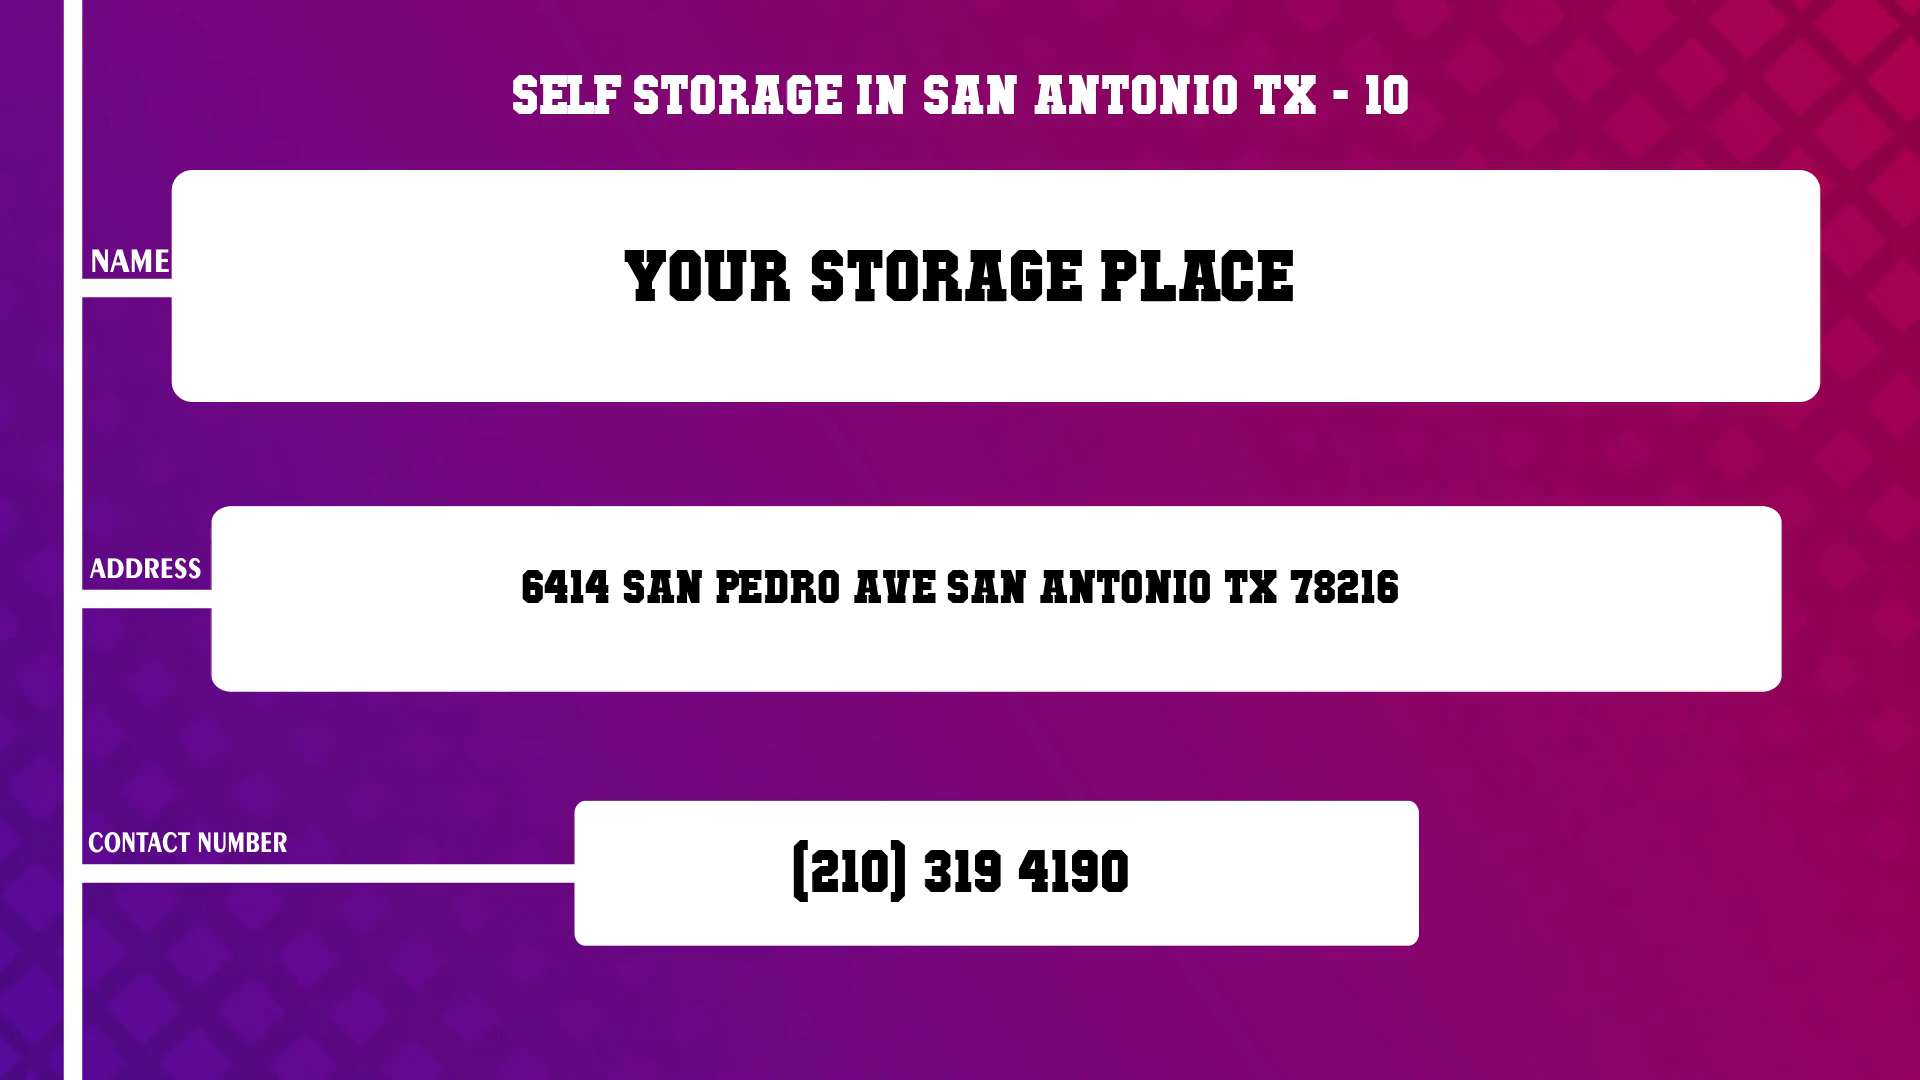 SELF STORAGE IN SAN ANTONIO TX - 10
NAME
YOUR STORAGE PLACE
ADDRESS
6414 SAN PEDRO AVE SAN ANTONIO TX 78216
CONTACT NUMBER
(210) 319 4190